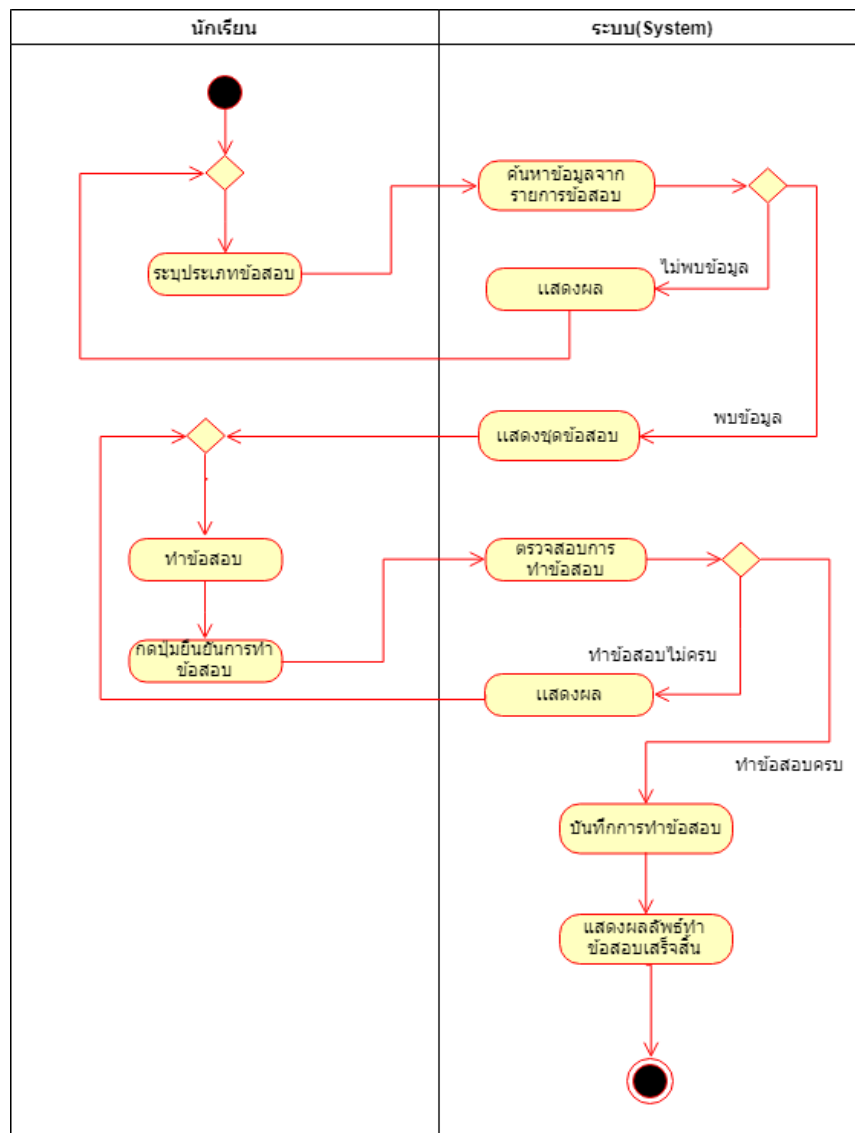 นักเรียน
ระบบ(System)
ค้นหาข้อมูลจาก
รายการข้อสอบ
ระบุประเภทข้อสอบ
ไม่พบข้อมูล
แสดงผล
พบข้อมูล
แสดงชุดข้อสอบ
ทำข้อสอบ
ตรวจสอบการ
ทำข้อสอบ
กดปุ่มยืนยันการทำ
ข้อสอบ
ทำข้อสอบไม่ครบ
แสดงผล
ทำข้อสอบครบ
บันทึกการทำข้อสอบ
แสดงผลลัพธ์ทำ
ข้อสอบเสร็จสิ้น